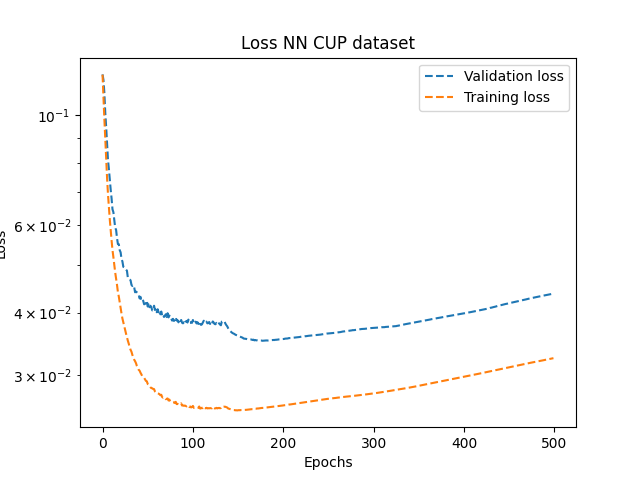 Loss NN CUP dataset
Validation loss
Training loss
10⁻¹
6 × 10⁻²
4 × 10⁻²
3 × 10⁻²
Loss
0 100 200 300 400 500
Epochs